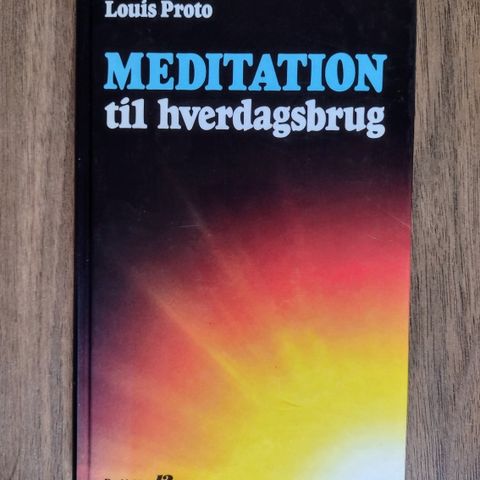 Louis Proto
MEDITATION
til hverdagsbrug